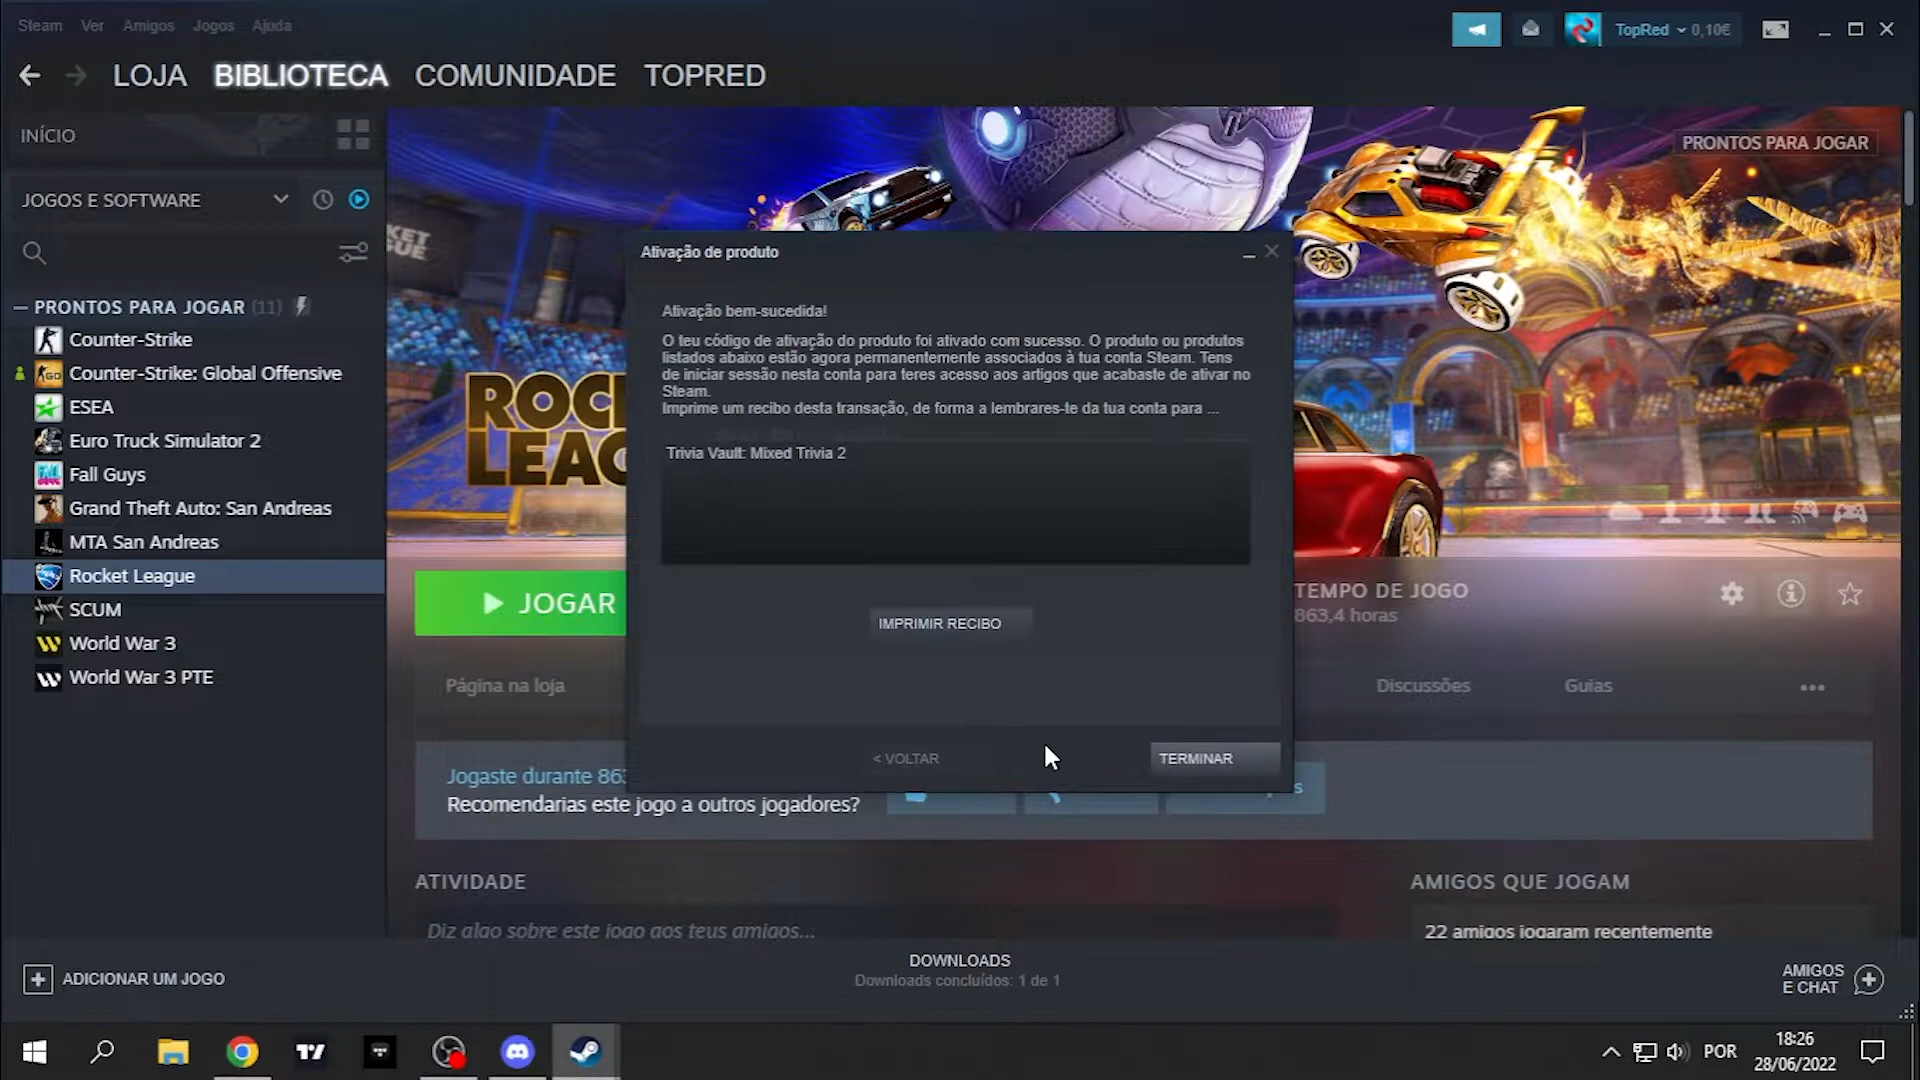 Steam Ver Amigos Jogos Ajuda
TopRed 0,10€
LOJA BIBLIOTECA COMUNIDADE TOPRED
INÍCIO
PRONTOS PARA JOGAR
JOGOS E SOFTWARE
PRONTOS PARA JOGAR (11)
Counter-Strike
Counter-Strike: Global Offensive
ESEA
Euro Truck Simulator 2
Fall Guys
Grand Theft Auto: San Andreas
MTA San Andreas
Rocket League
SCUM
World War 3
World War 3 PTE
Ativação de produto
Ativação bem-sucedida!
O teu código de ativação do produto foi ativado com sucesso. O produto ou produtos
listados abaixo estão agora permanentemente associados à tua conta Steam. Tens
de iniciar sessão nesta conta para teres acesso aos artigos que acabaste de ativar no
Steam.
Imprime um recibo desta transação, de forma a lembrares-te da tua conta para ...
Trivia Vault: Mixed Trivia 2
IMPRIMIR RECIBO
< VOLTAR
TERMINAR
JOGAR
TEMPO DE JOGO
863,4 horas
Página na loja
Discussões
Guias
Jogaste durante 863
Recomendarias este jogo a outros jogadores?
ATIVIDADE
Diz algo sobre este jogo aos teus amigos...
AMIGOS QUE JOGAM
22 amigos jogaram recentemente
ADICIONAR UM JOGO
DOWNLOADS
Downloads concluídos: 1 de 1
AMIGOS
E CHAT
POR
18:26
28/06/2022